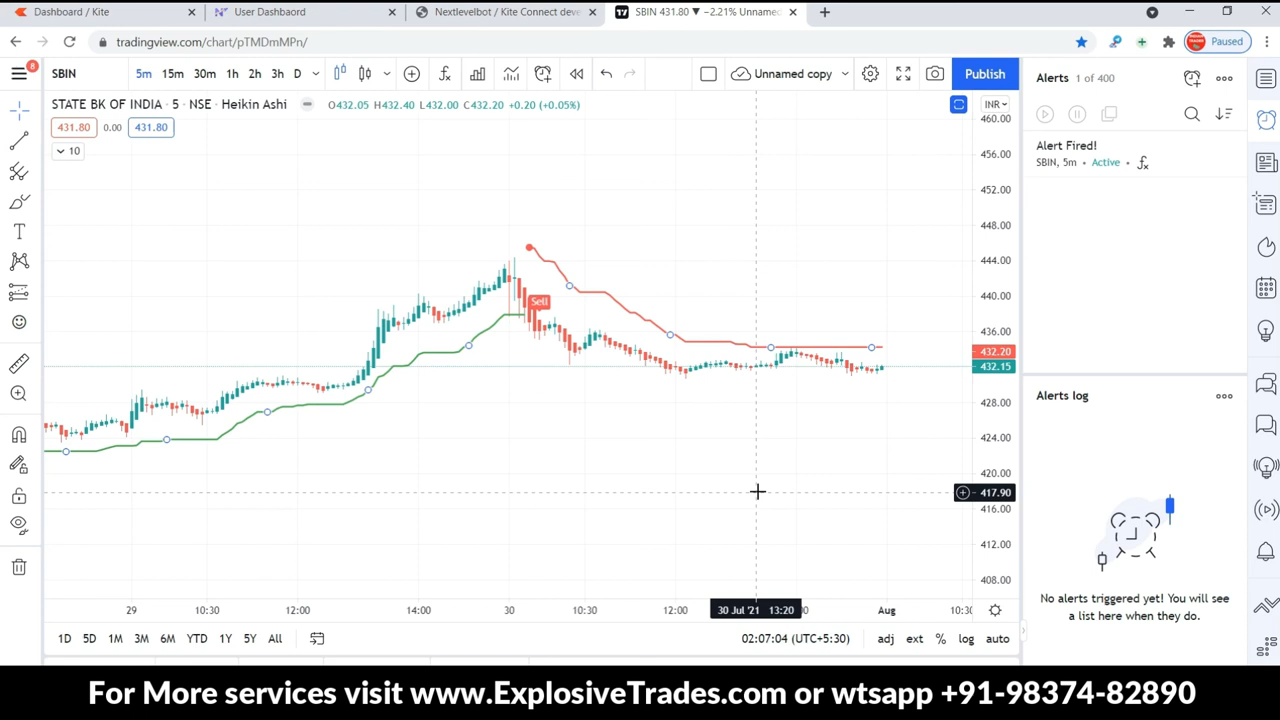 Dashboard / Kite
User Dashbaord
Nextlevelbot / Kite Connect deve
SBIN 431.80 ▼ −2.21% Unnamed
tradingview.com/chart/pTMDmMPn/
Paused
8
SBIN
5m 15m 30m 1h 2h 3h D
Unnamed copy
Publish
Alerts 1 of 400
STATE BK OF INDIA · 5 · NSE · Heikin Ashi
O432.05 H432.40 L432.00 C432.20 +0.20 (+0.05%)
INR
431.80 0.00 431.80
10
Alert Fired!
SBIN, 5m • Active •
460.00
456.00
452.00
448.00
444.00
440.00
Sell
436.00
432.20
432.15
428.00
424.00
420.00
417.90
416.00
412.00
408.00
Alerts log
No alerts triggered yet! You will see
a list here when they do.
29 10:30 12:00 14:00 30 10:30 12:00 30 Jul '21 13:20 Aug 10:30
1D 5D 1M 3M 6M YTD 1Y 5Y All
02:07:04 (UTC+5:30)
adj ext % log auto
For More services visit www.ExplosiveTrades.com or wtsapp +91-98374-82890